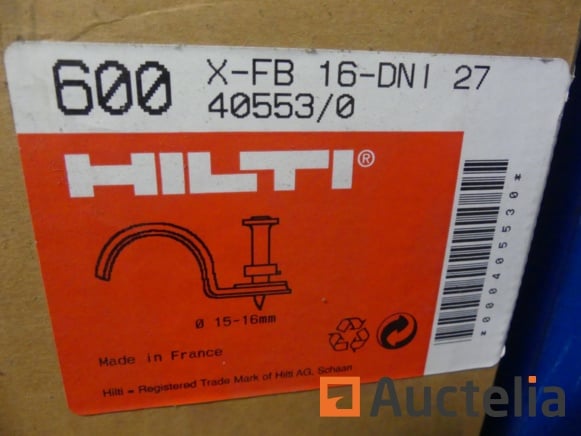 600 X-FB 16-DNI 27
40553/0
HILTI®
ø 15-16mm
Made in France
Hilti = Registered Trade Mark of Hilti AG, Schaan
*0000405530*
Auctelia